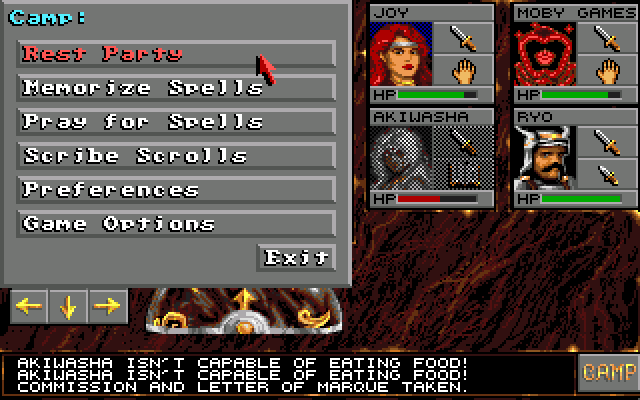 Camp:
Rest Party
Memorize Spells
Pray for Spells
Scribe Scrolls
Preferences
Game Options
Exit
JOY
HP
MOBY GAMES
HP
AKIWASHA
HP
RYO
HP
AKIWASHA ISN'T CAPABLE OF EATING FOOD!
AKIWASHA ISN'T CAPABLE OF EATING FOOD!
COMMISSION AND LETTER OF MARQUE TAKEN.
CAMP